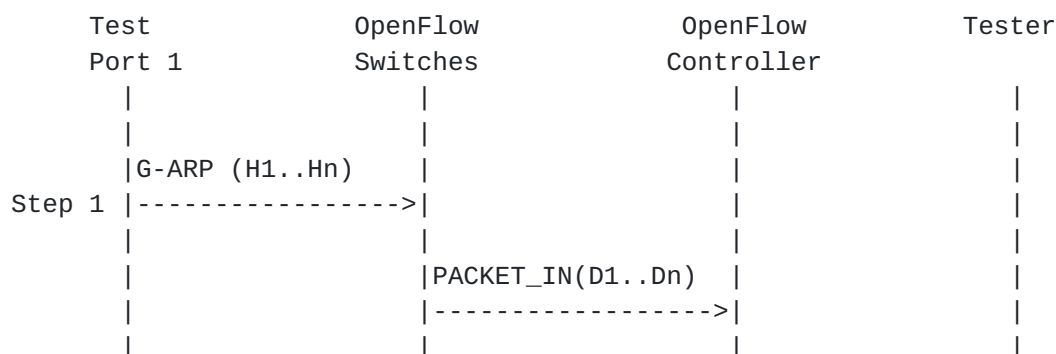 Test OpenFlow OpenFlow Tester
Port 1 Switches Controller
| | | |
| | | |
|G-ARP (H1..Hn) | | |
Step 1 |----------------->| | |
| | | |
| |PACKET_IN(D1..Dn) | |
| |------------------>| |
| | | |